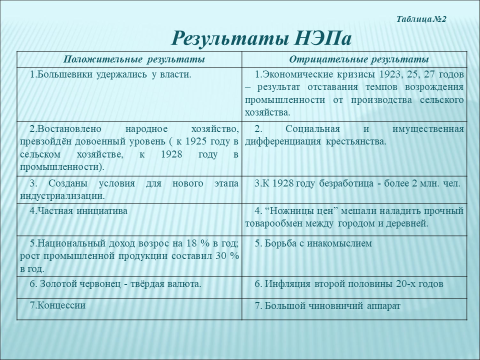 Таблица№2
Результаты НЭПа
Положительные результаты
Отрицательные результаты
1.Большевики удержались у власти.
1.Экономические кризисы 1923, 25, 27 годов
– результат отставания темпов возрождения
промышленности от производства сельского
хозяйства.
2.Востановлено народное хозяйство,
превзойдён довоенный уровень ( к 1925 году в
сельском хозяйстве, к 1928 году в
промышленности).
2. Социальная и имущественная
дифференциация крестьянства.
3. Созданы условия для нового этапа
индустриализации.
3.К 1928 году безработица - более 2 млн. чел.
4.Частная инициатива
4. “Ножницы цен” мешали наладить прочный
товарообмен между городом и деревней.
5.Национальный доход возрос на 18 % в год;
рост промышленной продукции составил 30 %
в год.
5. Борьба с инакомыслием
6. Золотой червонец - твёрдая валюта.
6. Инфляция второй половины 20-х годов
7.Концессии
7. Большой чиновничий аппарат